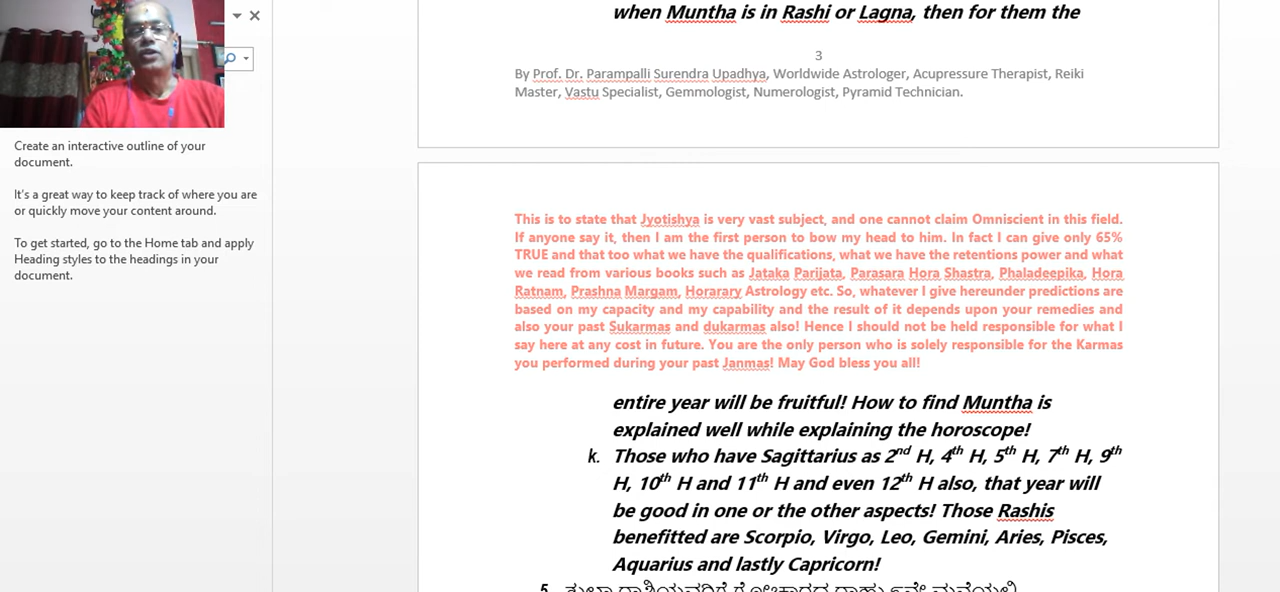 when Muntha is in Rashi or Lagna, then for them the
3
By Prof. Dr. Parampalli Surendra Upadhya, Worldwide Astrologer, Acupressure Therapist, Reiki
Master, Vastu Specialist, Gemmologist, Numerologist, Pyramid Technician.
Create an interactive outline of your
document.
It's a great way to keep track of where you are
or quickly move your content around.
To get started, go to the Home tab and apply
Heading styles to the headings in your
document.
This is to state that Jyotishya is very vast subject, and one cannot claim Omniscient in this field.
If anyone say it, then I am the first person to bow my head to him. In fact I can give only 65%
TRUE and that too what we have the qualifications, what we have the retentions power and what
we read from various books such as Jataka Parijata, Parasara Hora Shastra, Phaladeepika, Hora
Ratnam, Prashna Margam, Horarary Astrology etc. So, whatever I give hereunder predictions are
based on my capacity and my capability and the result of it depends upon your remedies and
also your past Sukarmas and dukarmas also! Hence I should not be held responsible for what I
say here at any cost in future. You are the only person who is solely responsible for the Karmas
you performed during your past Janmas! May God bless you all!
entire year will be fruitful! How to find Muntha is
explained well while explaining the horoscope!
k. Those who have Sagittarius as 2nd H, 4th H, 5th H, 7th H, 9th
H, 10th H and 11th H and even 12th H also, that year will
be good in one or the other aspects! Those Rashis
benefitted are Scorpio, Virgo, Leo, Gemini, Aries, Pisces,
Aquarius and lastly Capricorn!
5.